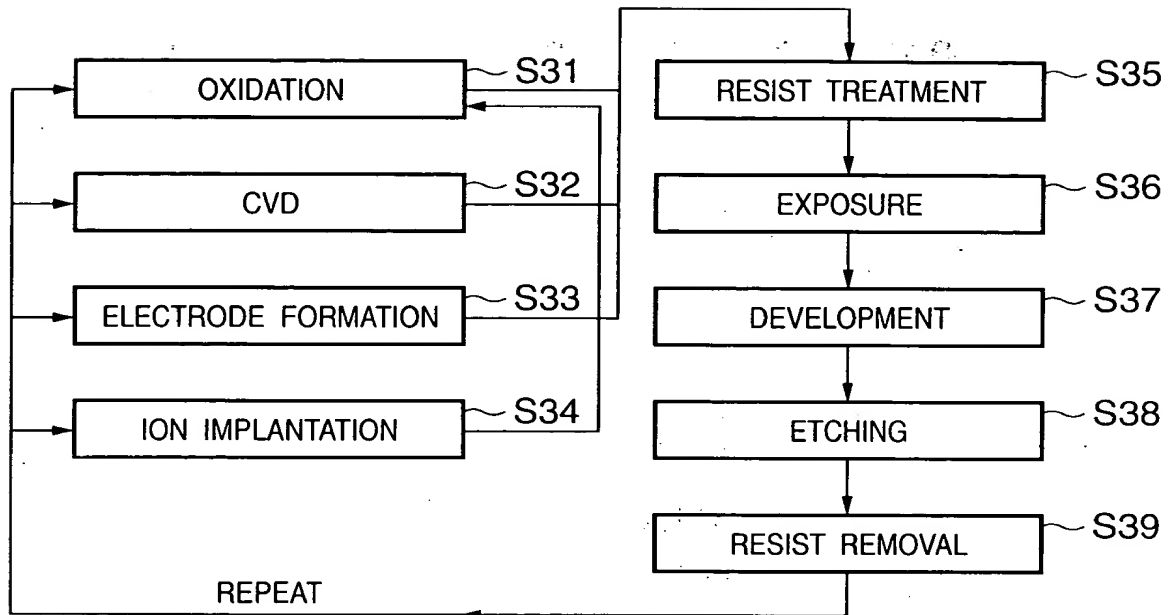 OXIDATION S31
CVD S32
ELECTRODE FORMATION S33
ION IMPLANTATION S34
RESIST TREATMENT S35
EXPOSURE S36
DEVELOPMENT S37
ETCHING S38
RESIST REMOVAL S39
REPEAT